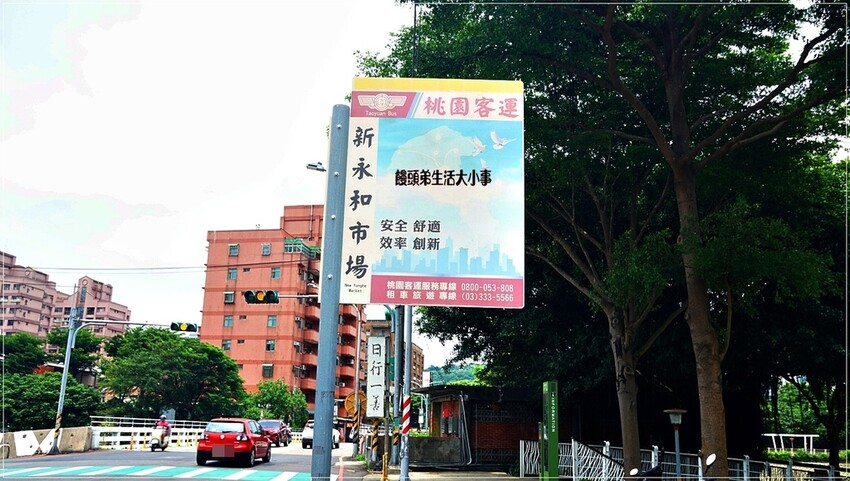 桃園客運
Taoyuan Bus
新永和市場
New Yonghe
Market
饅頭弟生活大小事
安全 舒適
效率 創新
桃園客運服務專線 0800-053-808
租車旅遊專線 (03)333-5566
日行一善